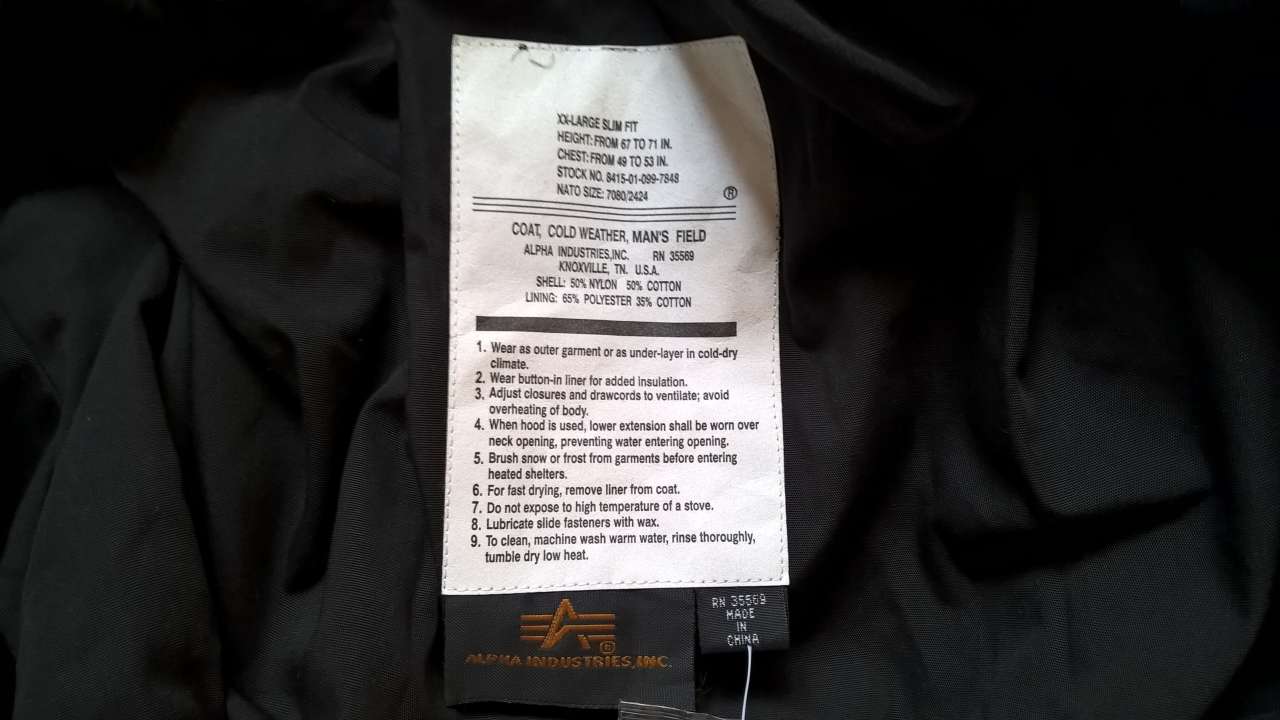 XX-LARGE SLIM FIT
HEIGHT: FROM 67 TO 71 IN.
CHEST: FROM 49 TO 53 IN.
STOCK NO. 8415-01-099-7848
NATO SIZE: 7080/2424
®
COAT, COLD WEATHER, MAN'S FIELD
ALPHA INDUSTRIES,INC. RN 35569
KNOXVILLE, TN. U.S.A.
SHELL: 50% NYLON 50% COTTON
LINING: 65% POLYESTER 35% COTTON
1. Wear as outer garment or as under-layer in cold-dry
climate.
2. Wear button-in liner for added insulation.
3. Adjust closures and drawcords to ventilate; avoid
overheating of body.
4. When hood is used, lower extension shall be worn over
neck opening, preventing water entering opening.
5. Brush snow or frost from garments before entering
heated shelters.
6. For fast drying, remove liner from coat.
7. Do not expose to high temperature of a stove.
8. Lubricate slide fasteners with wax.
9. To clean, machine wash warm water, rinse thoroughly,
tumble dry low heat.
A ®
ALPHA INDUSTRIES, INC.
RN 35569
MADE
IN
CHINA